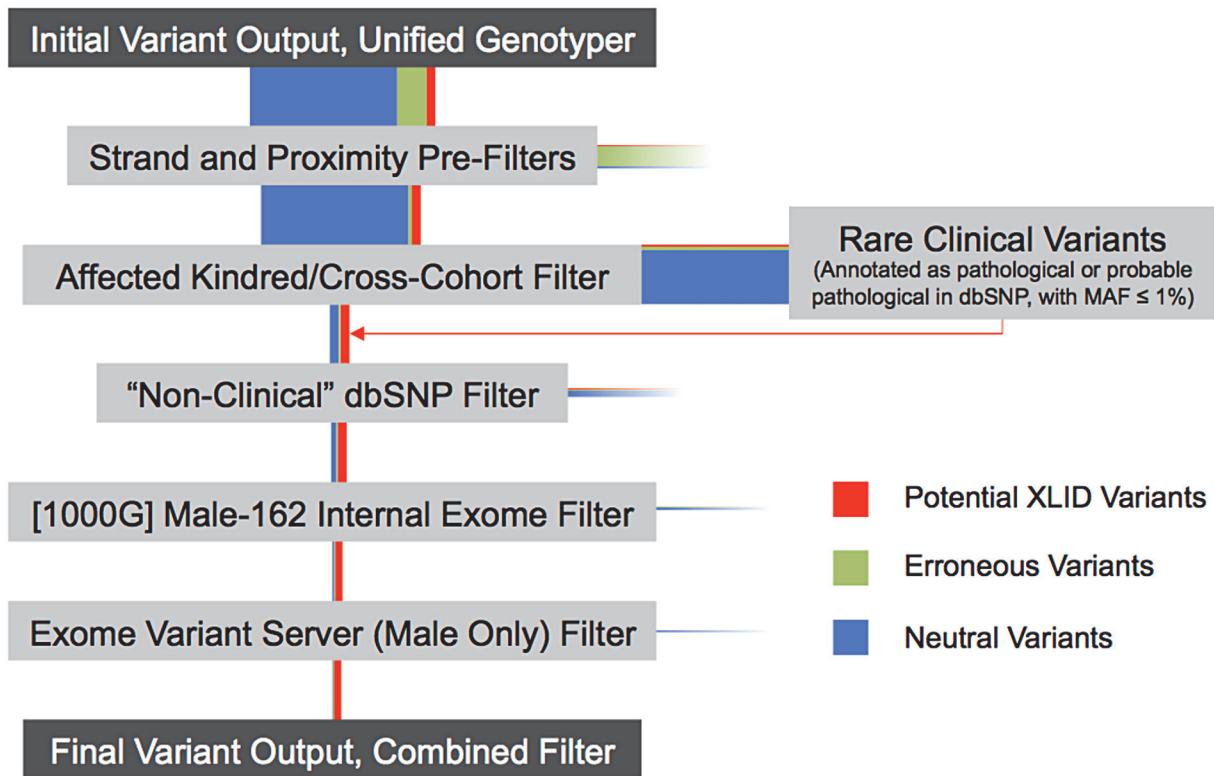 Initial Variant Output, Unified Genotyper
Strand and Proximity Pre-Filters
Affected Kindred/Cross-Cohort Filter
Rare Clinical Variants
(Annotated as pathological or probable
pathological in dbSNP, with MAF ≤ 1%)
“Non-Clinical” dbSNP Filter
[1000G] Male-162 Internal Exome Filter
Exome Variant Server (Male Only) Filter
Final Variant Output, Combined Filter
Potential XLID Variants
Erroneous Variants
Neutral Variants